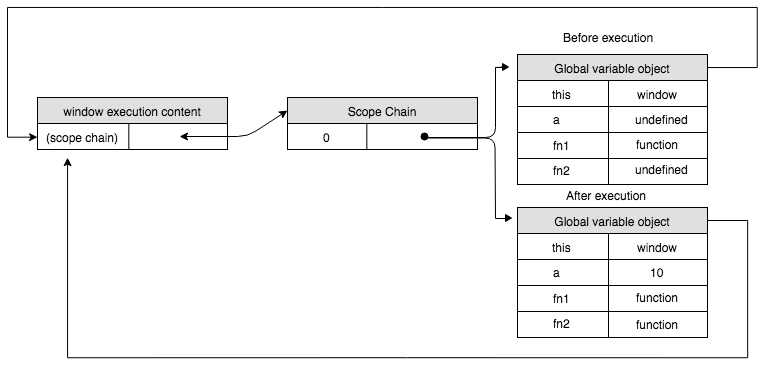 Before execution
Global variable object
this window
a undefined
fn1 function
fn2 undefined
window execution content
(scope chain)
Scope Chain
0
After execution
Global variable object
this window
a 10
fn1 function
fn2 function